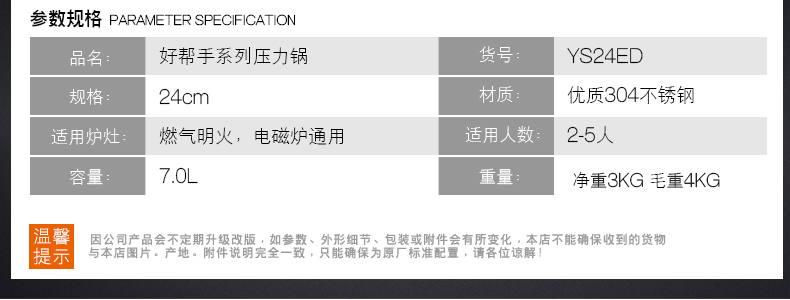 参数规格 PARAMETER SPECIFICATION
品名: 好帮手系列压力锅 货号: YS24ED
规格: 24cm 材质: 优质304不锈钢
适用炉灶: 燃气明火，电磁炉通用 适用人数: 2-5人
容量: 7.0L 重量: 净重3KG 毛重4KG
温馨提示
因公司产品会不定期升级改版，如参数、外形细节、包装或附件会有所变化，本店不能确保收到的货物
与本店图片。产地。附件说明完全一致，只能确保为原厂标准配置，请各位谅解！